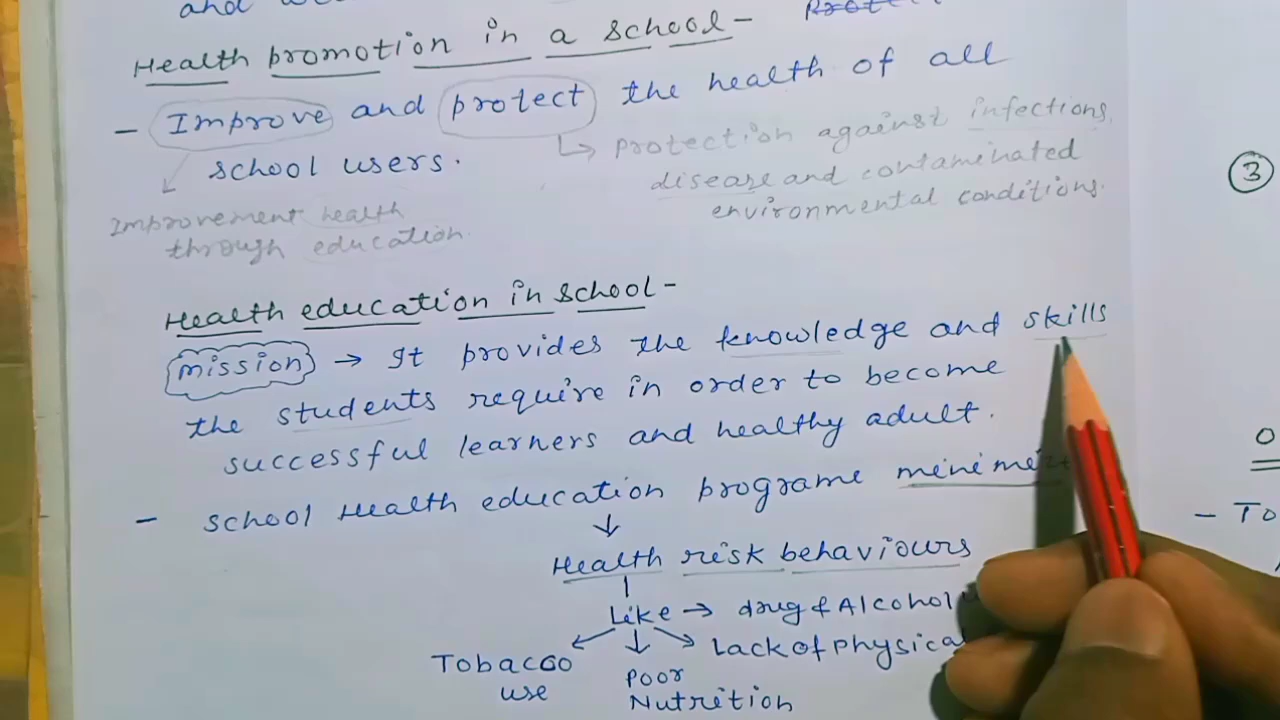 and
Health promotion in a school -
- Improve and protect the health of all
school users.
↳ Protection against infections,
disease and contaminated
environmental conditions.
Improvement health
through education.
Health education in school -
mission → It provides the knowledge and skills
the students require in order to become
successful learners and healthy adult.
- School Health education programe
↓
Health risk behaviours
Like → drug & Alcohol
Tobacco
use
Poor
Nutrition
Lack of Physical
3
- To